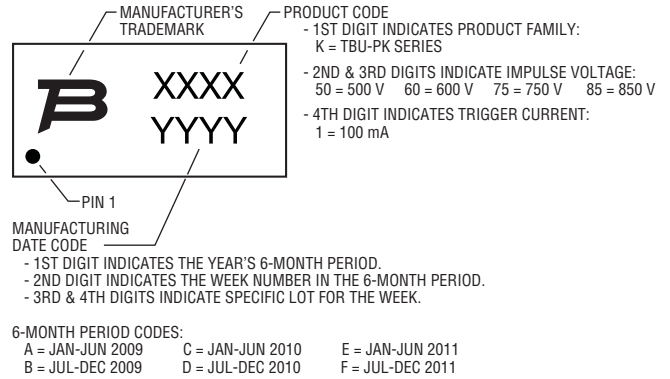 MANUFACTURER'S
TRADEMARK
PRODUCT CODE
- 1ST DIGIT INDICATES PRODUCT FAMILY:
K = TBU-PK SERIES
- 2ND & 3RD DIGITS INDICATE IMPULSE VOLTAGE:
50 = 500 V 60 = 600 V 75 = 750 V 85 = 850 V
- 4TH DIGIT INDICATES TRIGGER CURRENT:
1 = 100 mA
B
XXXX
YYYY
PIN 1
MANUFACTURING
DATE CODE
- 1ST DIGIT INDICATES THE YEAR'S 6-MONTH PERIOD.
- 2ND DIGIT INDICATES THE WEEK NUMBER IN THE 6-MONTH PERIOD.
- 3RD & 4TH DIGITS INDICATE SPECIFIC LOT FOR THE WEEK.
6-MONTH PERIOD CODES:
A = JAN-JUN 2009 C = JAN-JUN 2010 E = JAN-JUN 2011
B = JUL-DEC 2009 D = JUL-DEC 2010 F = JUL-DEC 2011